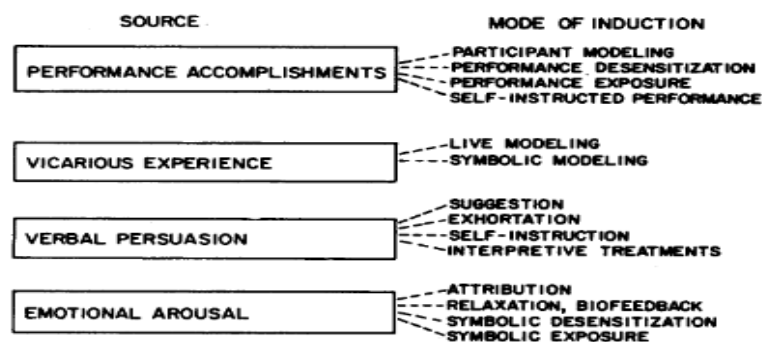 SOURCE
MODE OF INDUCTION
PERFORMANCE ACCOMPLISHMENTS
PARTICIPANT MODELING
PERFORMANCE DESENSITIZATION
PERFORMANCE EXPOSURE
SELF-INSTRUCTED PERFORMANCE
VICARIOUS EXPERIENCE
LIVE MODELING
SYMBOLIC MODELING
VERBAL PERSUASION
SUGGESTION
EXHORTATION
SELF-INSTRUCTION
INTERPRETIVE TREATMENTS
EMOTIONAL AROUSAL
ATTRIBUTION
RELAXATION, BIOFEEDBACK
SYMBOLIC DESENSITIZATION
SYMBOLIC EXPOSURE